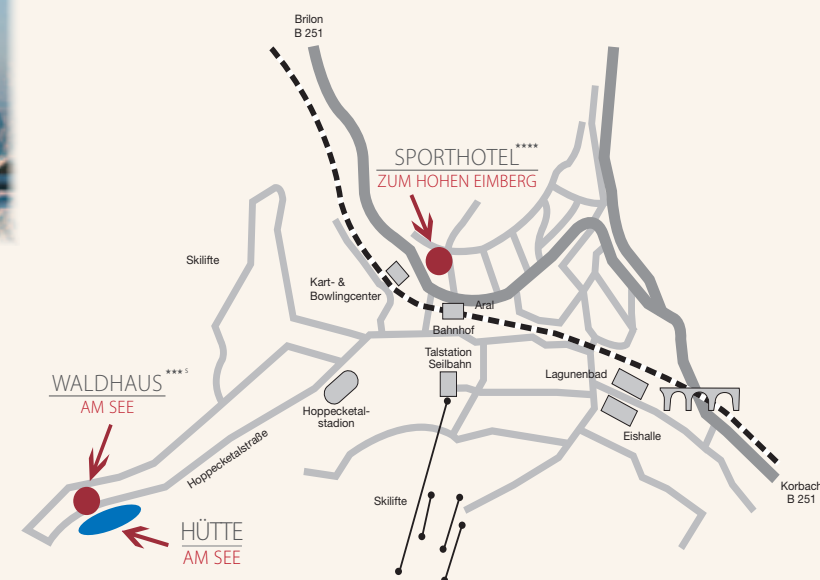 Brilon
B 251
SPORTHOTEL****
ZUM HOHEN EIMBERG
Skilifte
Kart- &
Bowlingcenter
Aral
Bahnhof
Talstation
Seilbahn
Lagunenbad
WALDHAUS*** S
AM SEE
Hoppecketal-
stadion
Eishalle
Hoppecketalstraße
Korbach
B 251
Skilifte
HÜTTE
AM SEE